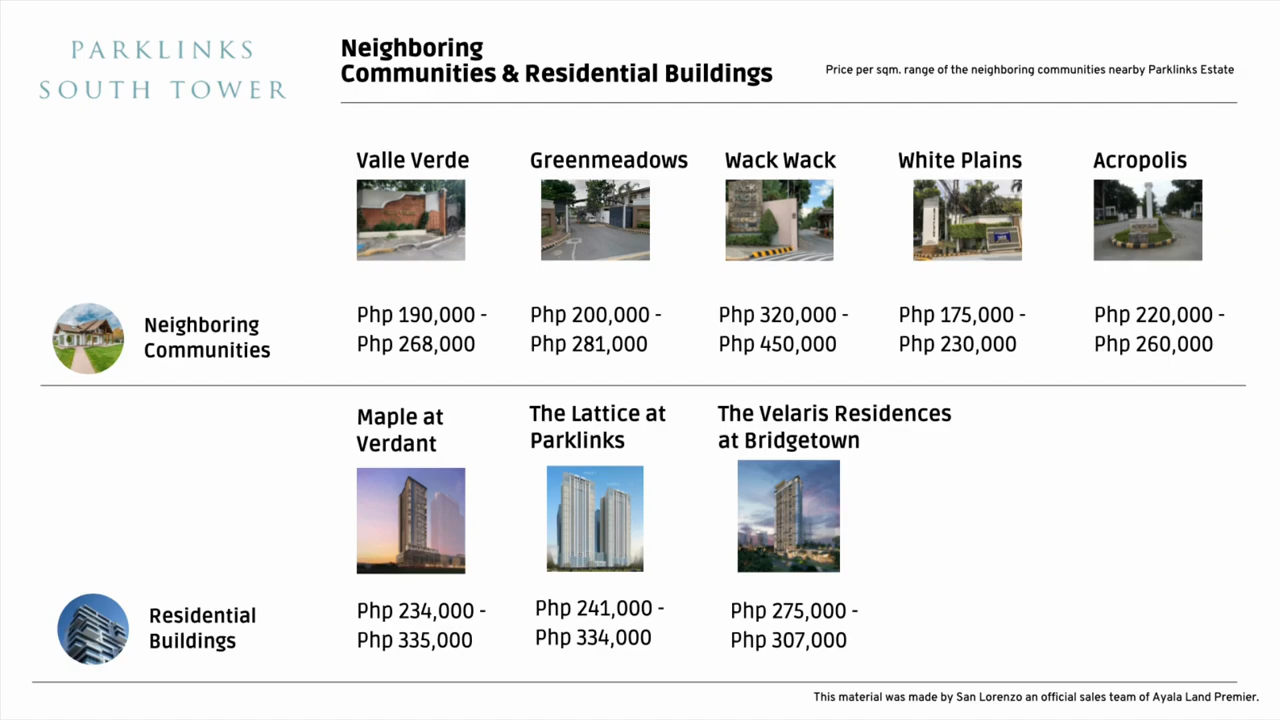 PARKLINKS
SOUTH TOWER
Neighboring
Communities & Residential Buildings
Price per sqm. range of the neighboring communities nearby Parklinks Estate
Valle Verde
Greenmeadows
Wack Wack
White Plains
Acropolis
Neighboring
Communities
Php 190,000 -
Php 268,000
Php 200,000 -
Php 281,000
Php 320,000 -
Php 450,000
Php 175,000 -
Php 230,000
Php 220,000 -
Php 260,000
Maple at
Verdant
The Lattice at
Parklinks
The Velaris Residences
at Bridgetown
Residential
Buildings
Php 234,000 -
Php 335,000
Php 241,000 -
Php 334,000
Php 275,000 -
Php 307,000
This material was made by San Lorenzo an official sales team of Ayala Land Premier.